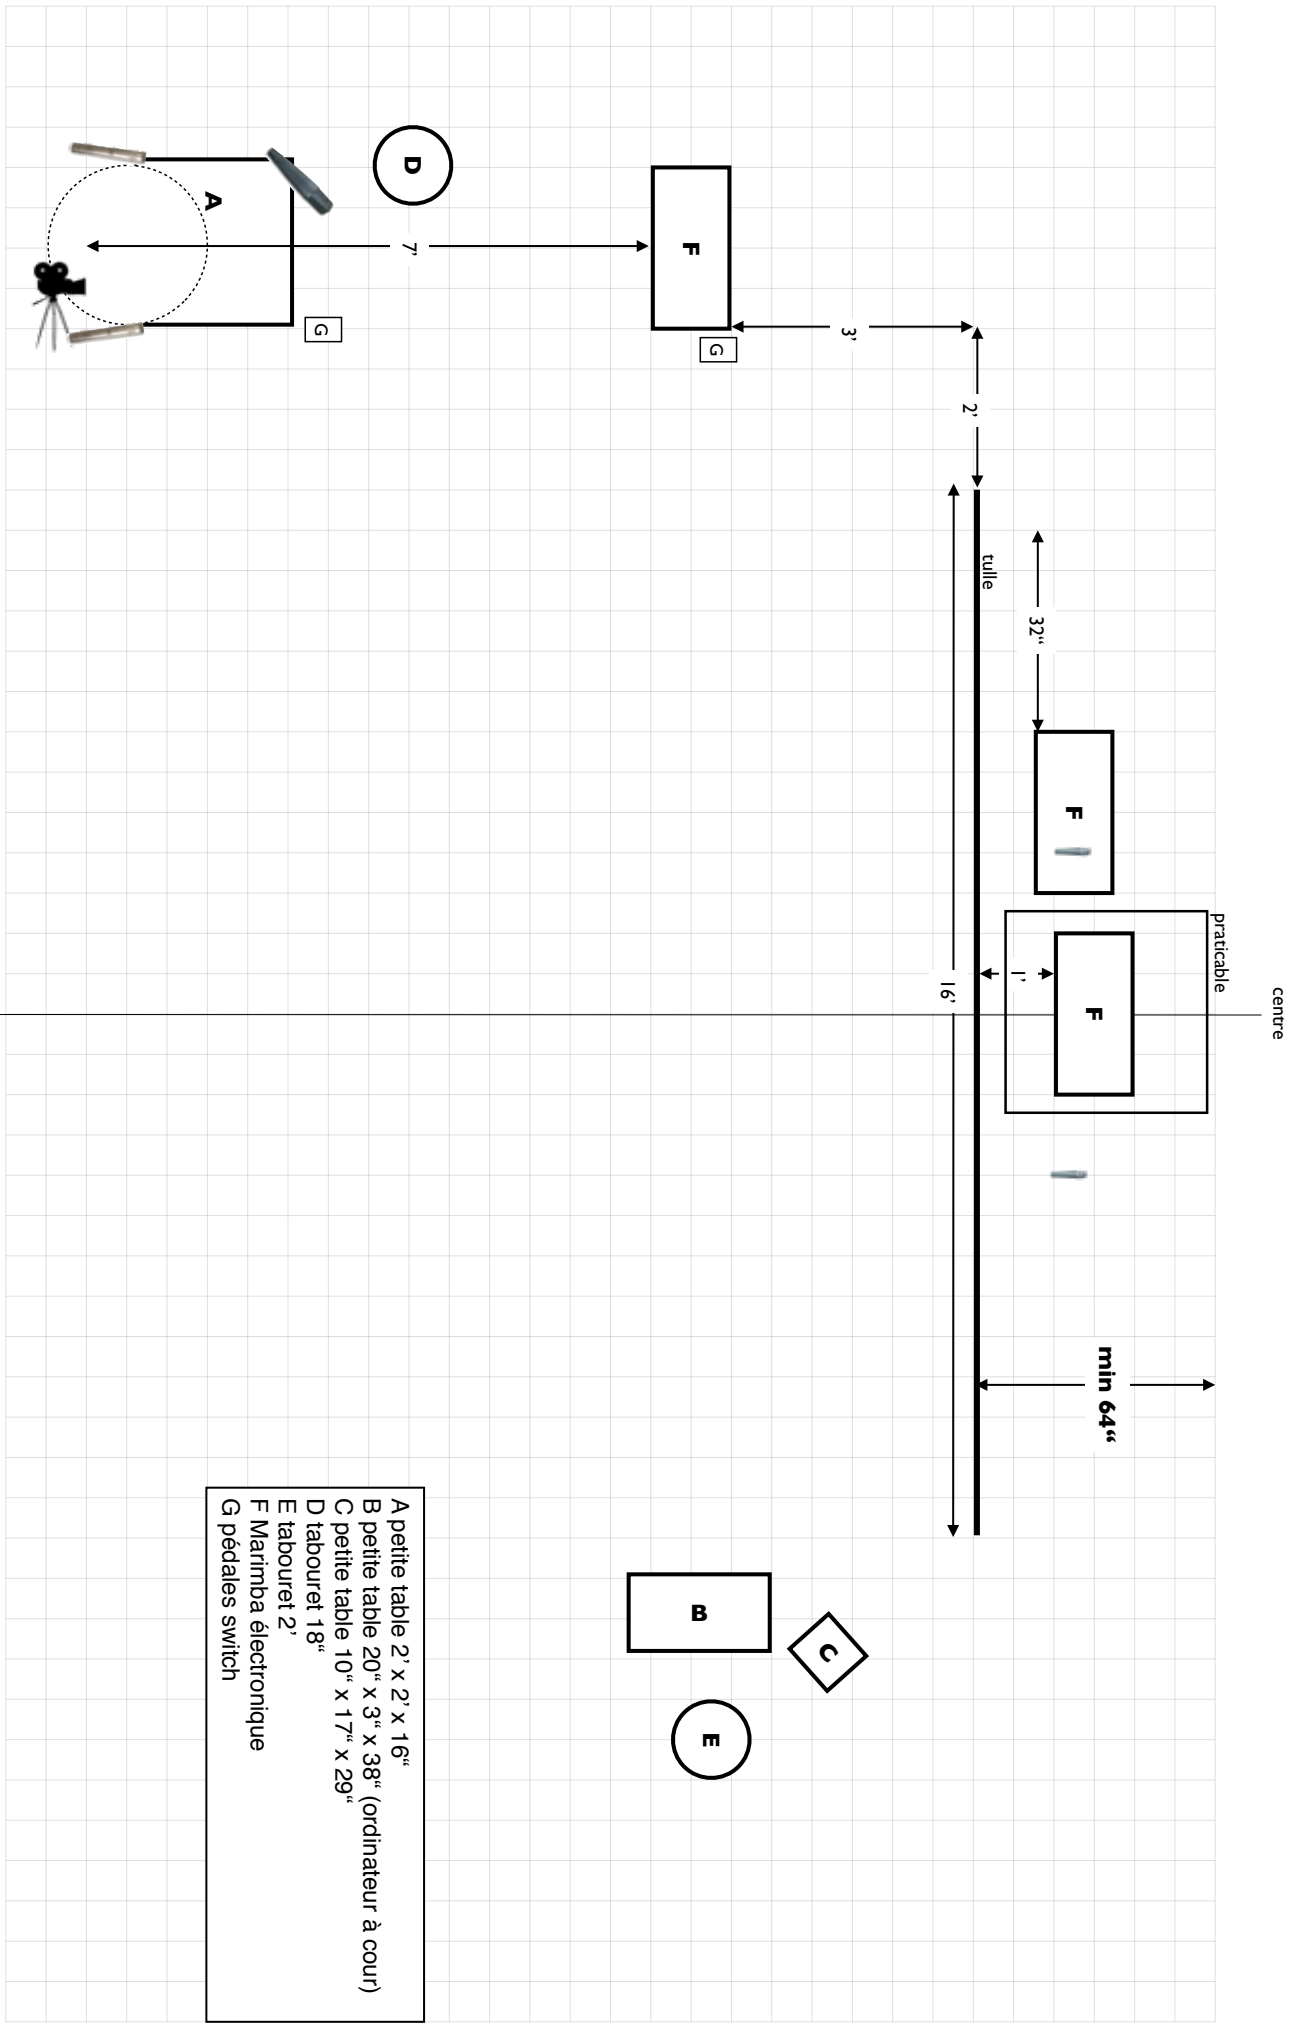 centre
praticable
min 64“
F
F
32“
1’
tulle
2’
16’
3’
C
G
F
B
E
D
7’
G
A
A petite table 2’ x 2’ x 16“
B petite table 20“ x 3“ x 38“ (ordinateur à cour)
C petite table 10“ x 17“ x 29“
D tabouret 18“
E tabouret 2’
F Marimba électronique
G pédales switch